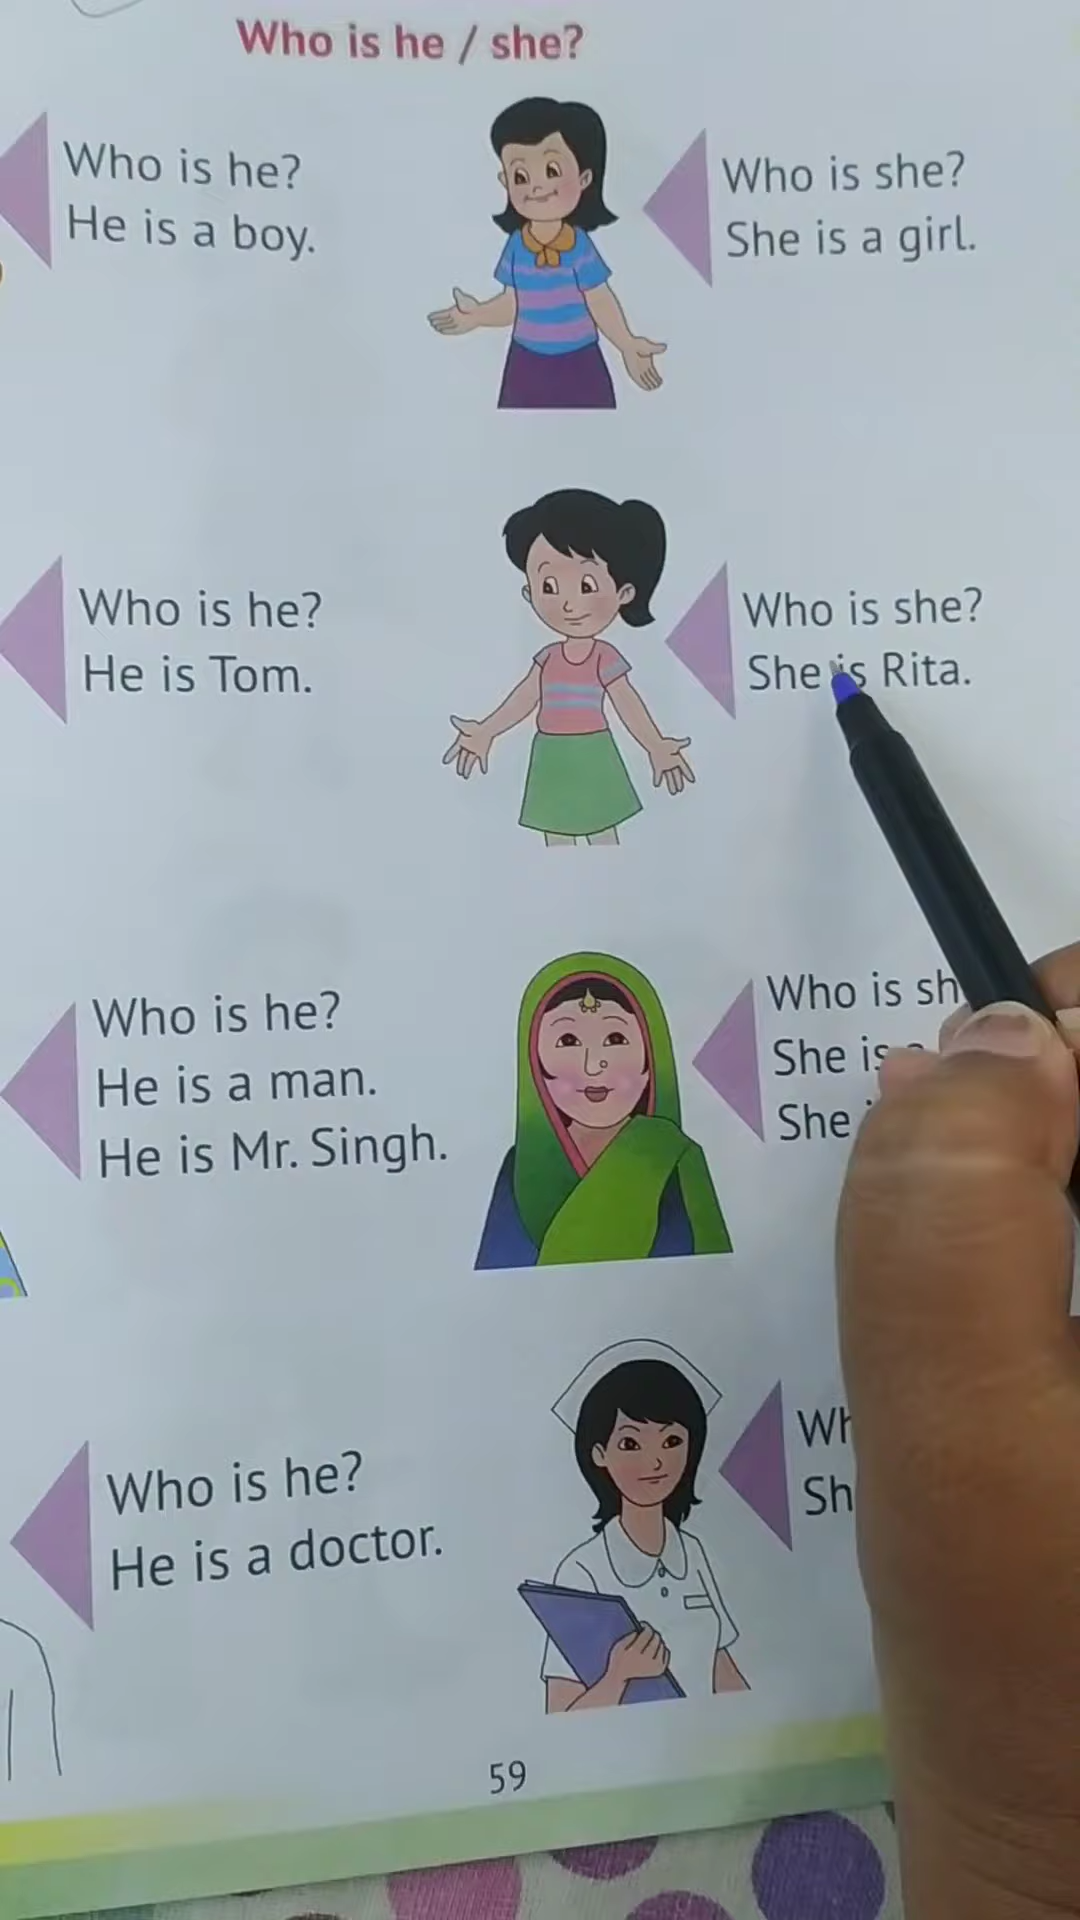 Who is he / she?
Who is he?
He is a boy.
Who is she?
She is a girl.
Who is he?
He is Tom.
Who is she?
She is Rita.
Who is he?
He is a man.
He is Mr. Singh.
Who is
She is
She
Who is he?
He is a doctor.
59